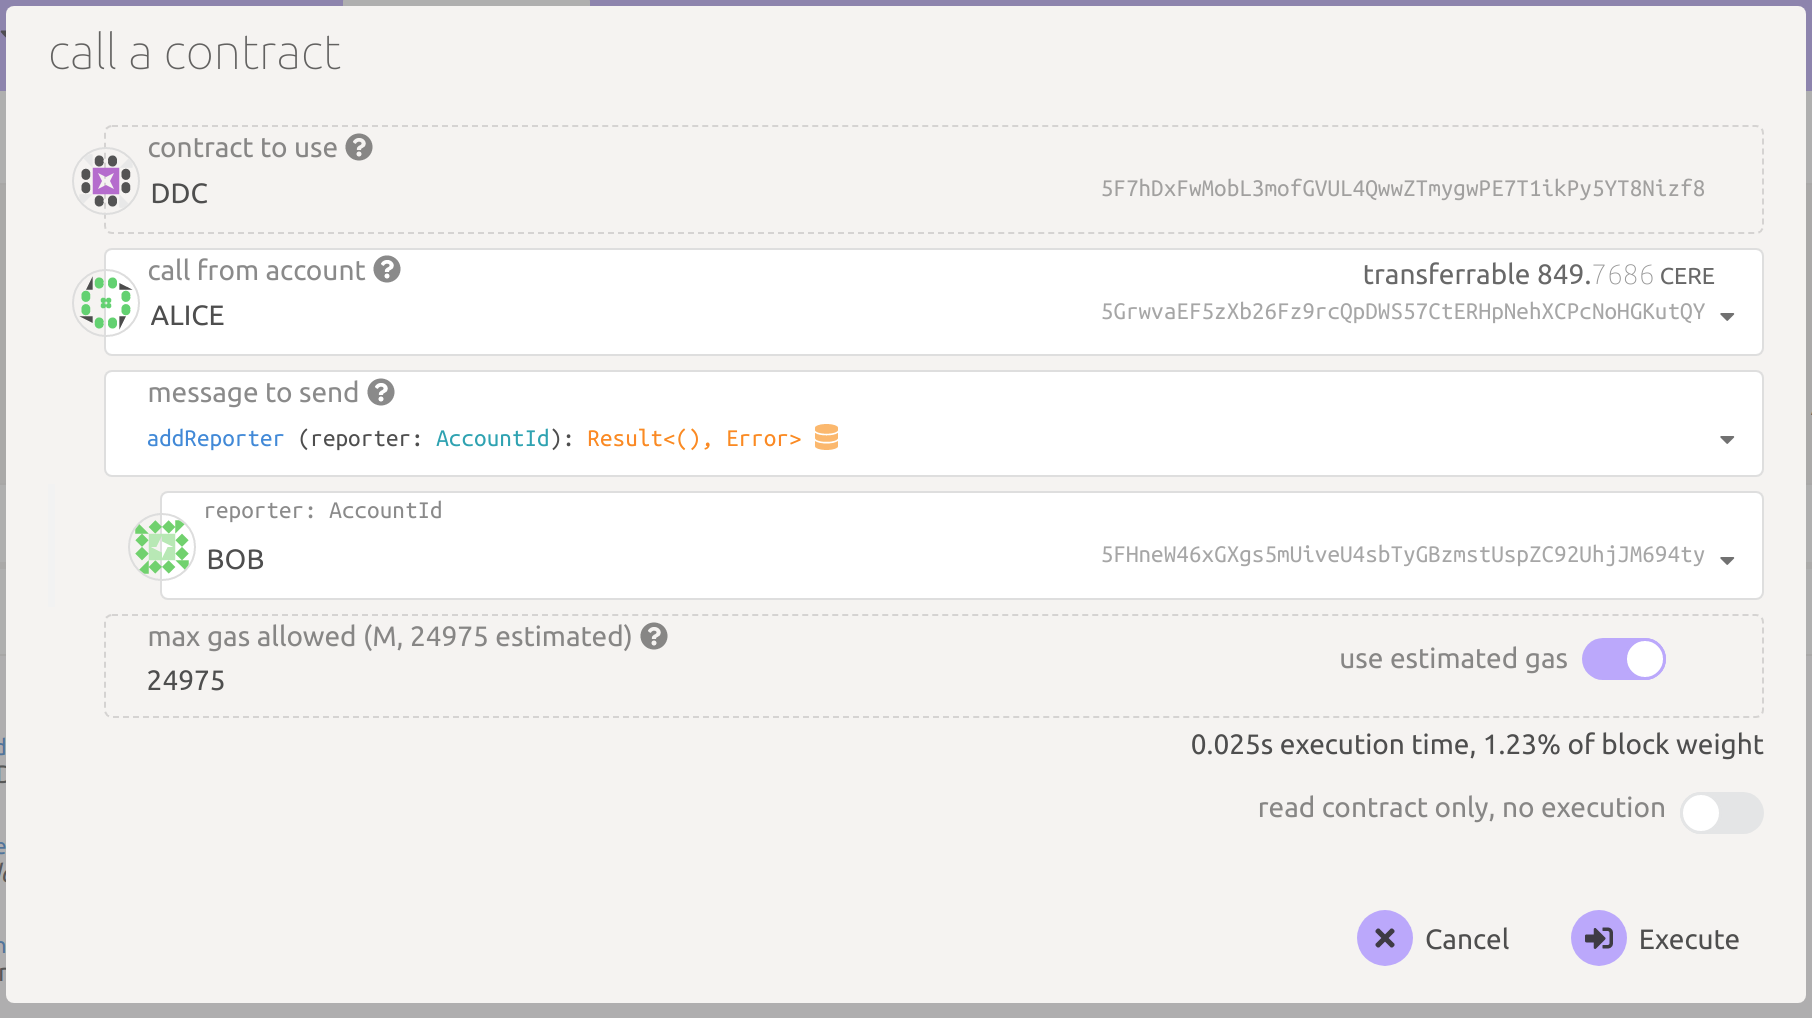 call a contract
contract to use
DDC
5F7hDxFwMobL3mofGVUL4QwwZTmygwPE7T1ikPy5YT8Nizf8
call from account
transferrable 849.7686 CERE
ALICE
5GrwvaEF5zXb26Fz9rcQpDWS57CtERHpNehXCPcNoHGKutQY
message to send
addReporter (reporter: AccountId): Result<(), Error>
reporter: AccountId
BOB
5FHneW46xGXgs5mUiveU4sbTyGBzmstUspZC92UhjJM694ty
max gas allowed (M, 24975 estimated)
24975
use estimated gas
0.025s execution time, 1.23% of block weight
read contract only, no execution
Cancel
Execute